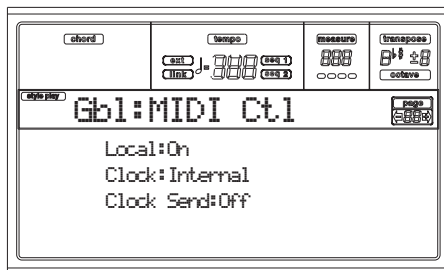 chord tempo measure transpose
ext seq 1
link seq 2
octave
style play
Gbl:MIDI Ctl
page
Local:On
Clock:Internal
Clock Send:Off